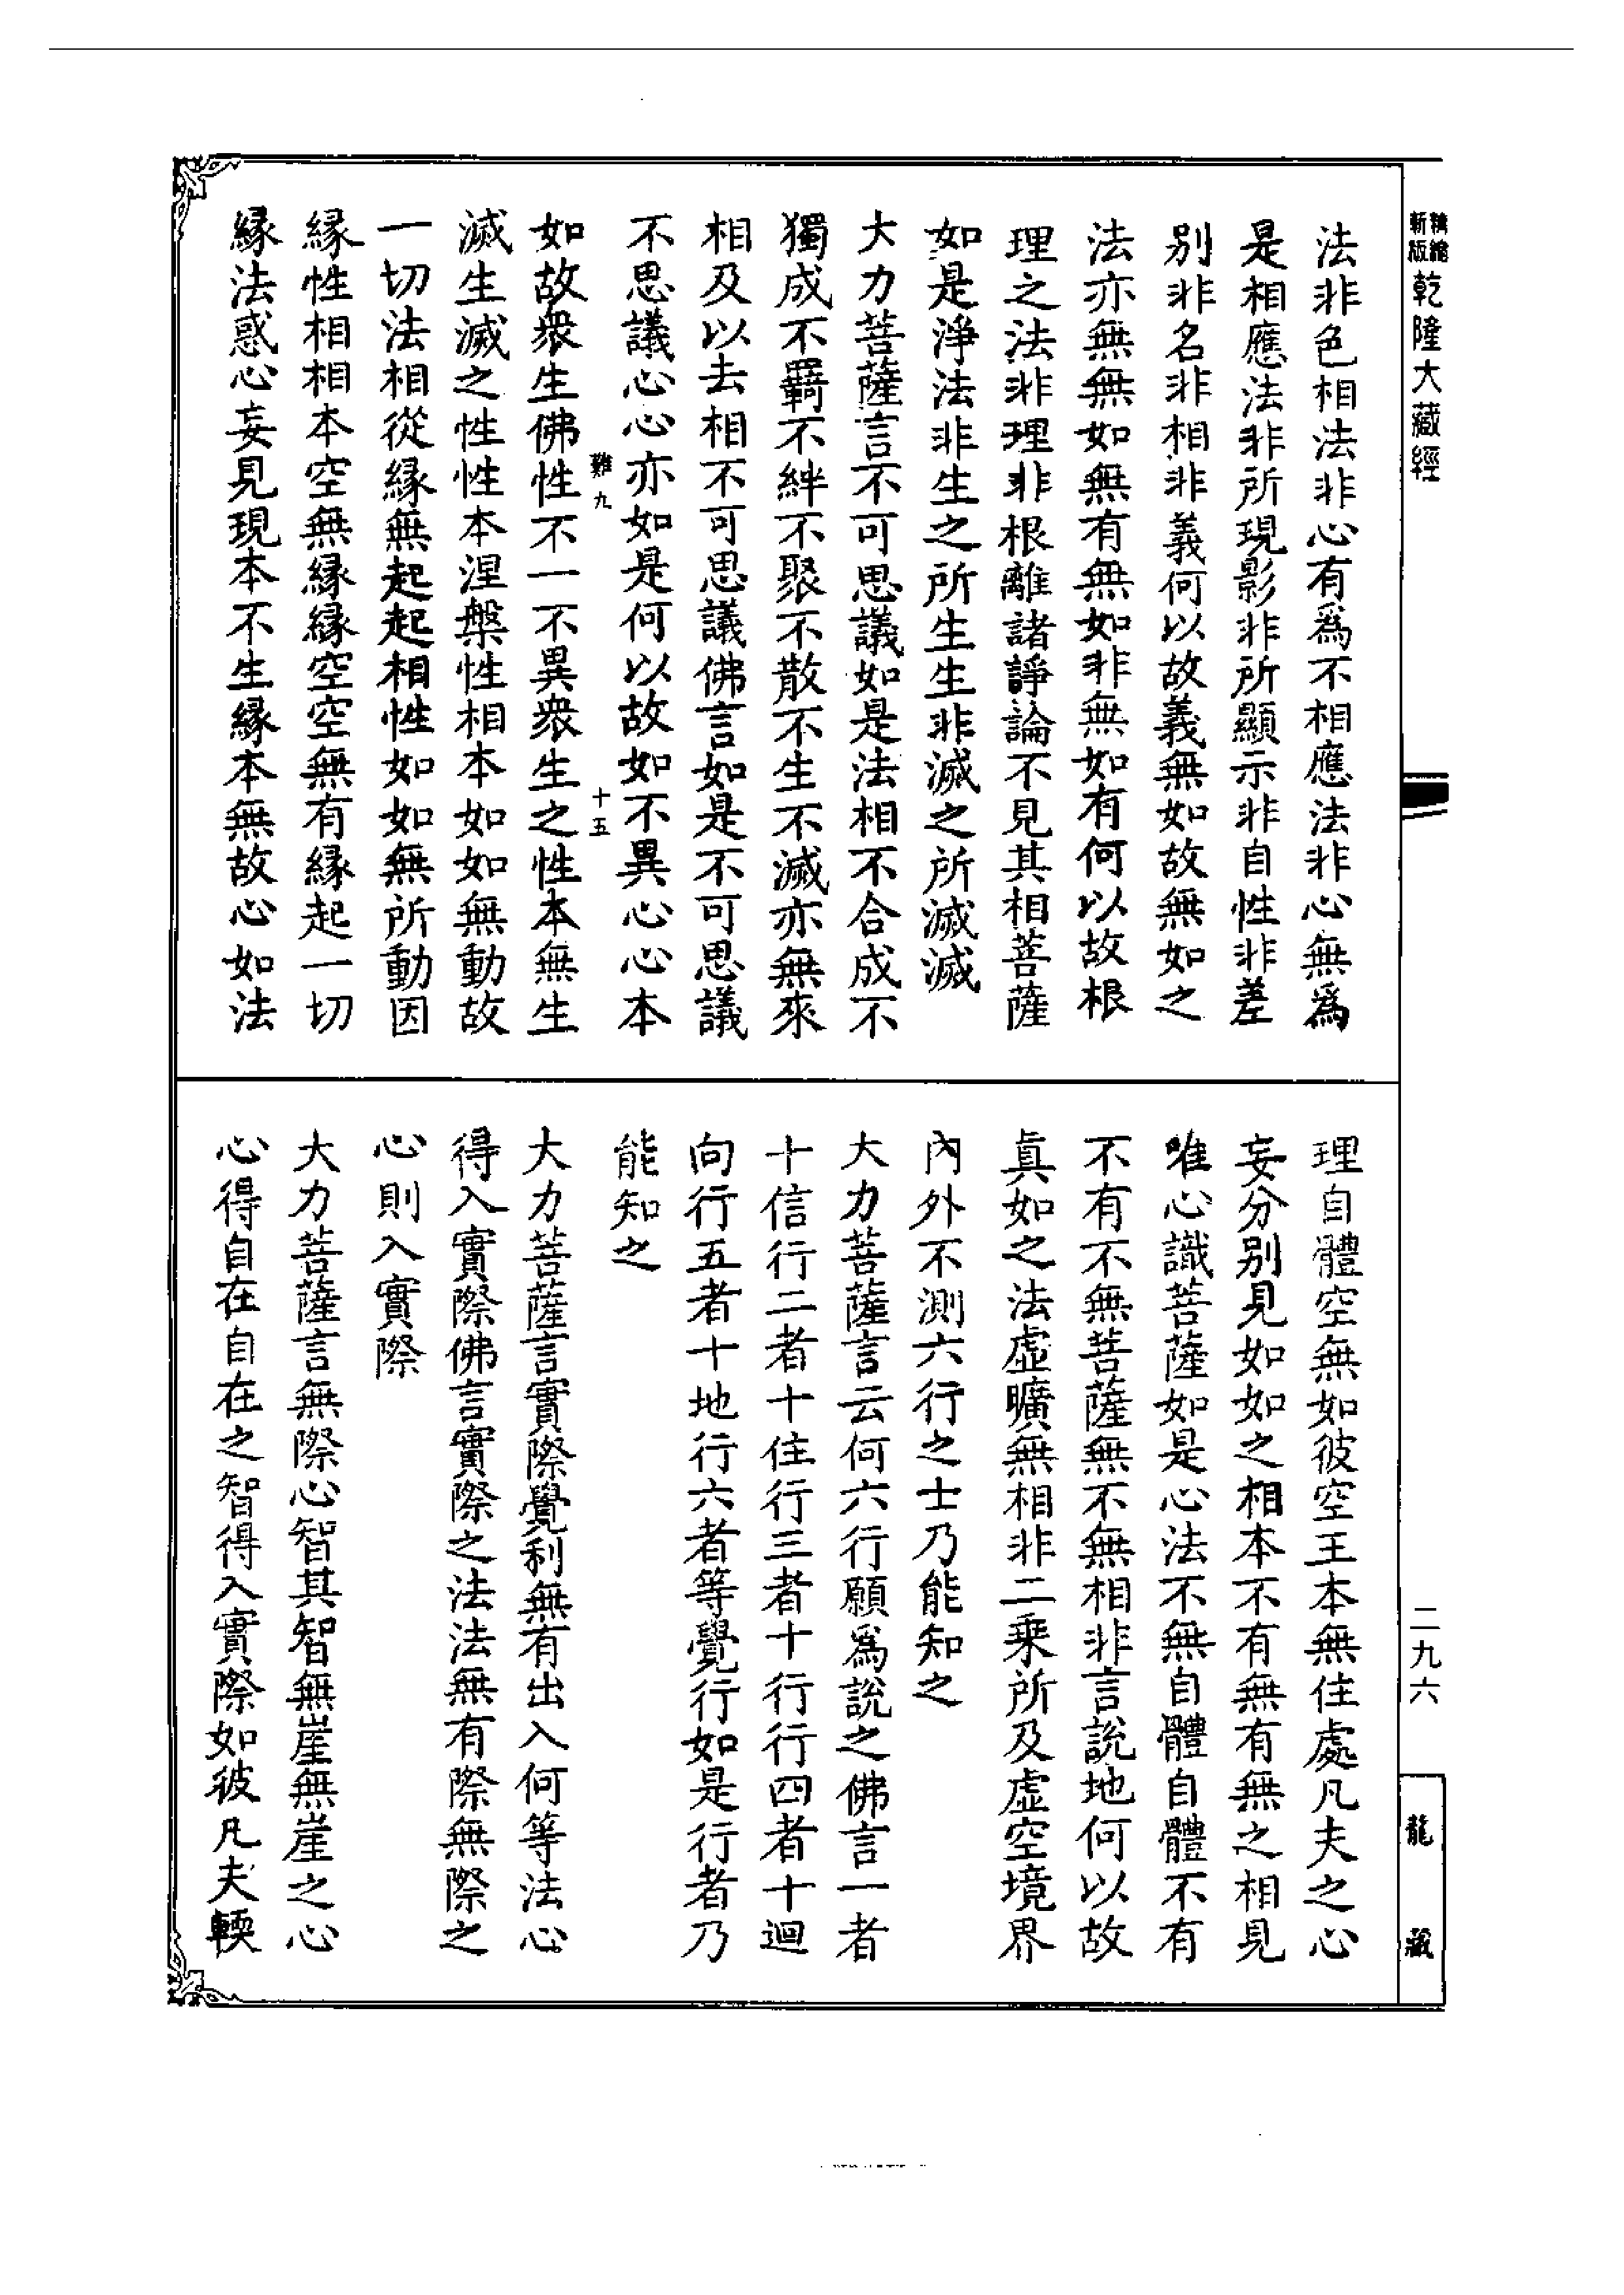 新版精縮乾隆大藏經
二九六
龍藏
法非色相法非心有爲不相應法非心無爲
是相應法非所現影非所顯示非自性非差
別非名非相非義何以故義無如故無如之
法亦無無如無有無如非無如有何以故根
理之法非理非根離諸諍論不見其相菩薩
如是淨法非生之所生生非滅之所滅滅
大力菩薩言不可思議如是法相不合成不
獨成不羇不絆不聚不散不生不滅亦無來
相及以去相不可思議佛言如是不可思議
不思議心心亦如是何以故如不異心心本
難九 十五
如故衆生佛性不一不異衆生之性本無生
滅生滅之性性本涅槃性相本如如無動故
一切法相從緣無起起相性如如無所動因
緣性相相本空無緣緣空空無有緣起一切
緣法惑心妄見現本不生緣本無故心如法
理自體空無如彼空王本無住處凡夫之心
妄分別見如如之相本不有無有無之相見
唯心識菩薩如是心法不無自體自體不有
不有不無菩薩無不無相非言說地何以故
眞如之法虛曠無相非二乘所及虛空境界
內外不測六行之士乃能知之
大力菩薩言云何六行願爲說之佛言一者
十信行二者十住行三者十行行四者十迴
向行五者十地行六者等覺行如是行者乃
能知之
大力菩薩言實際覺利無有出入何等法心
得入實際佛言實際之法法無有際無際之
心則入實際
大力菩薩言無際心智其智無崖無崖之心
心得自在自在之智得入實際如彼凡夫輭